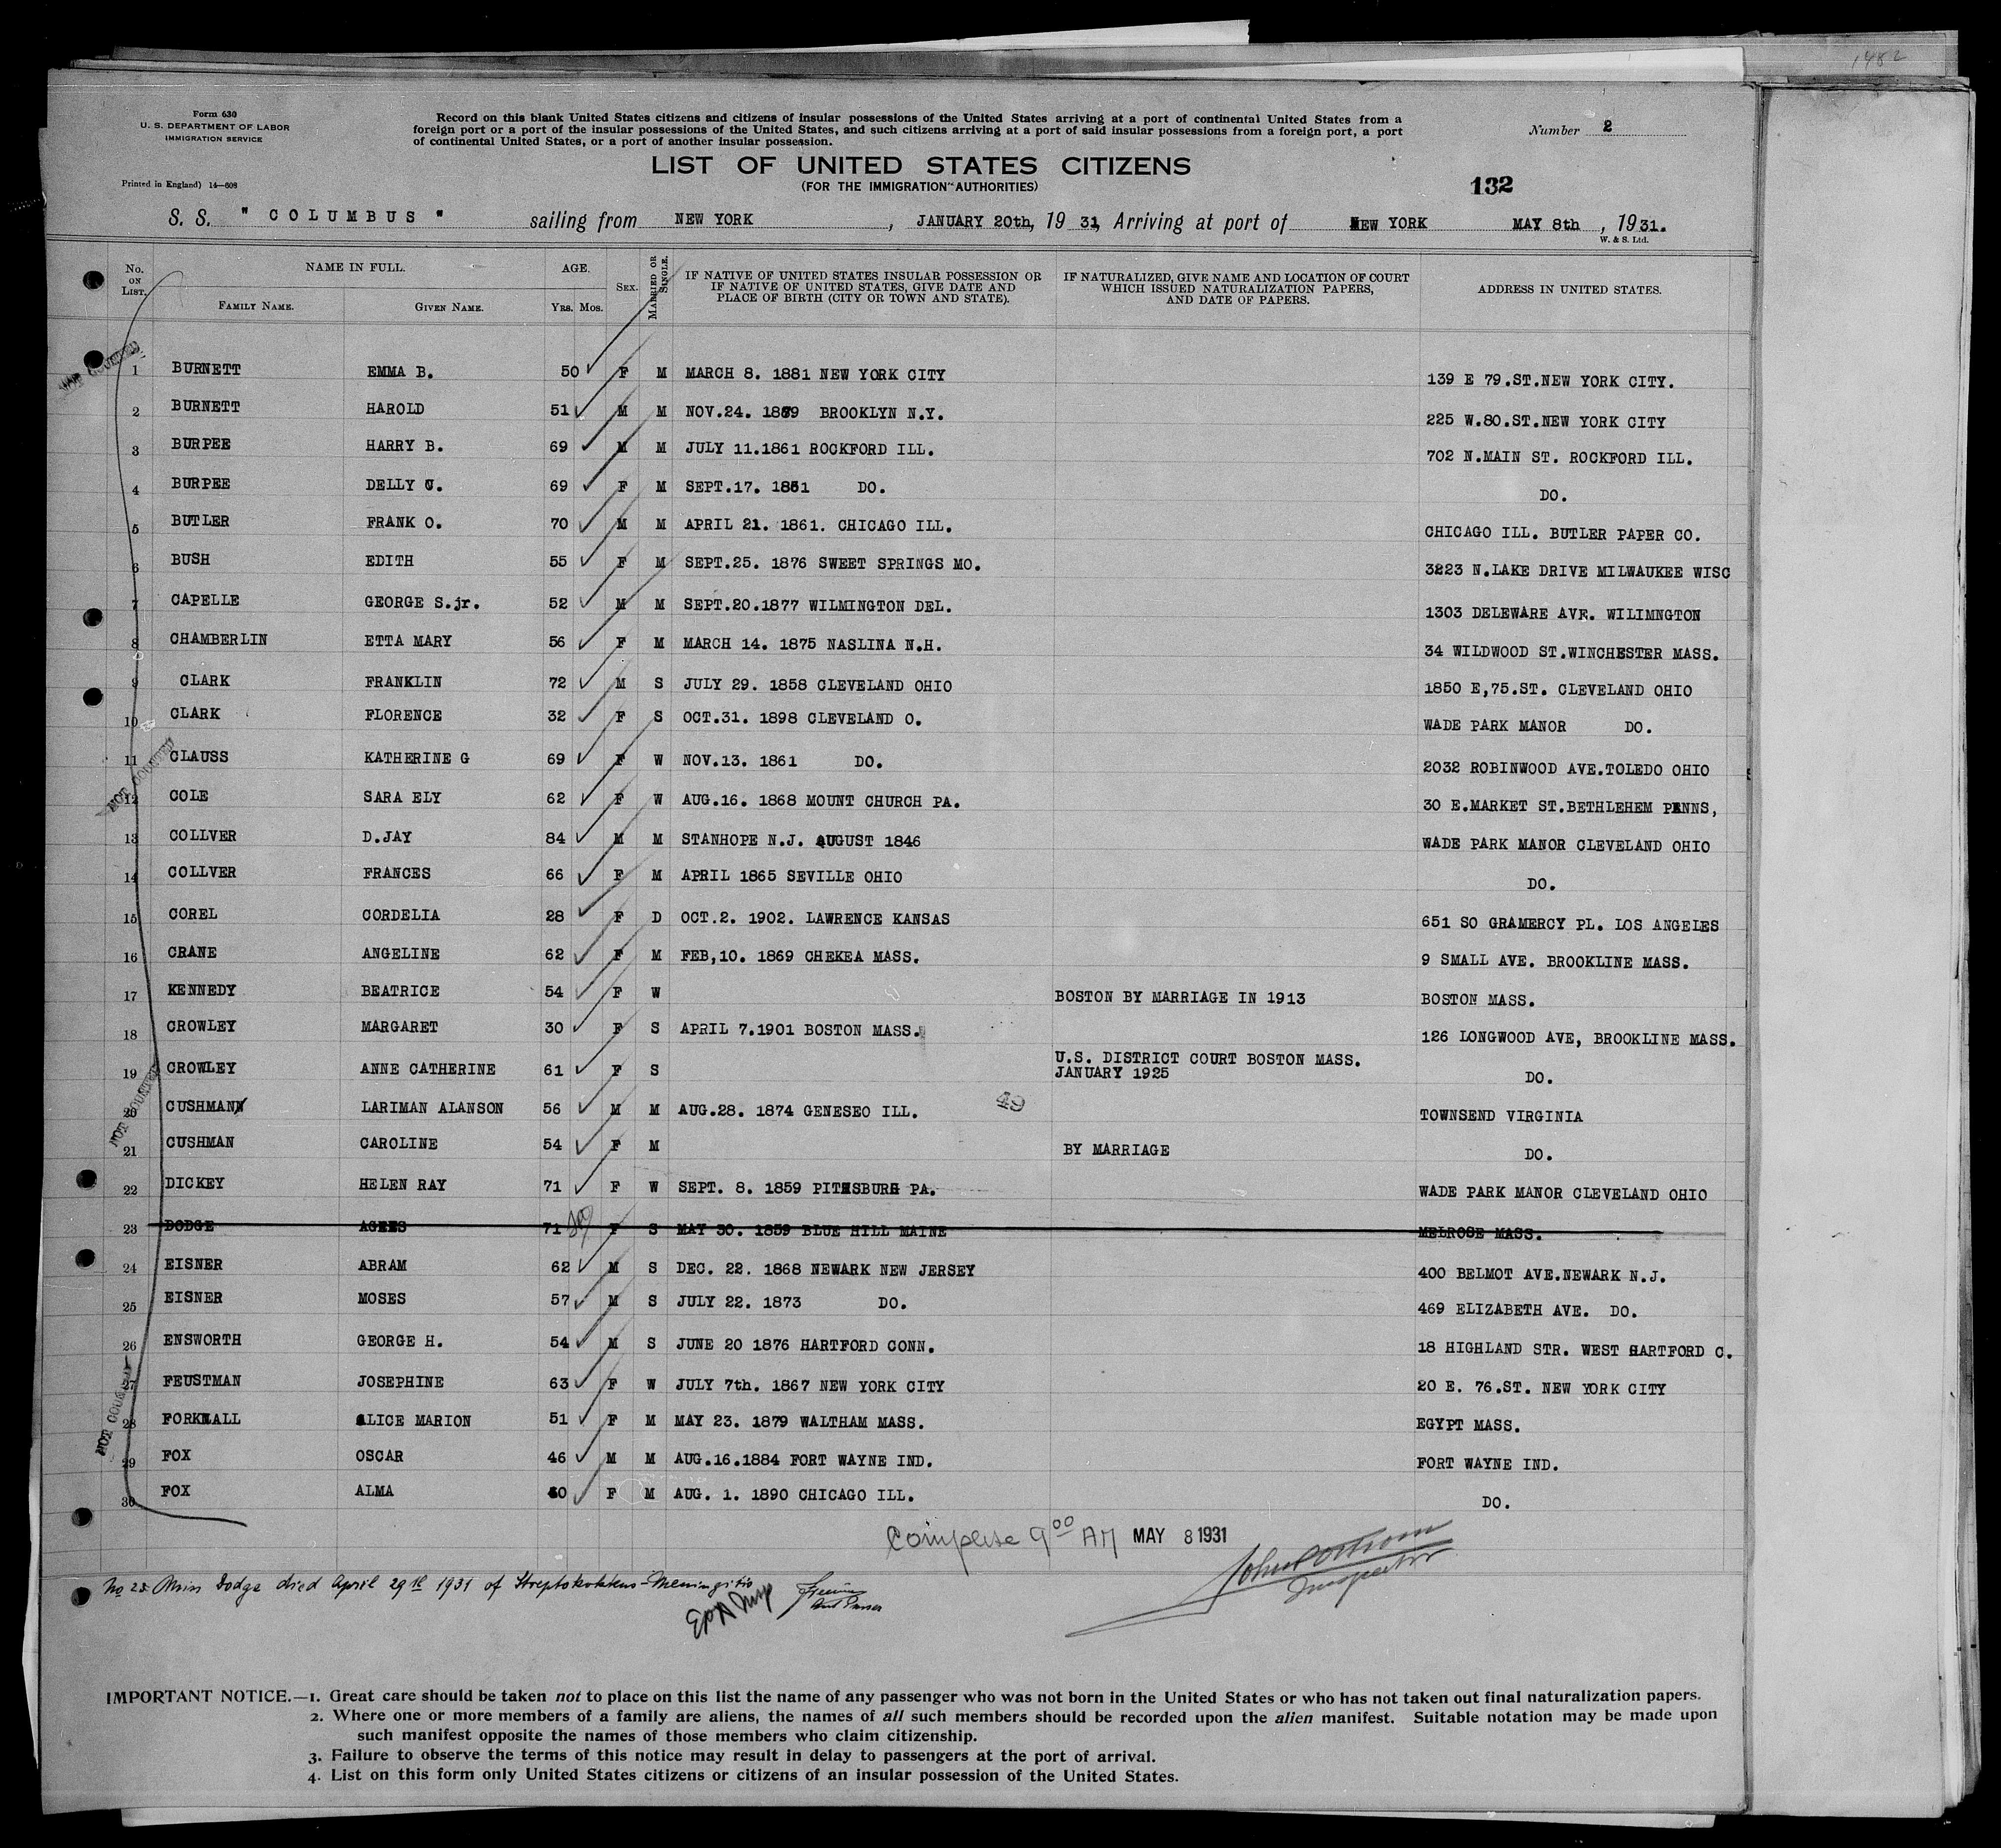 1482
Form 630
U. S. DEPARTMENT OF LABOR
IMMIGRATION SERVICE
Printed in England) 14—608
Record on this blank United States citizens and citizens of insular possessions of the United States arriving at a port of continental United States from a
foreign port or a port of the insular possessions of the United States, and such citizens arriving at a port of said insular possessions from a foreign port, a port
of continental United States, or a port of another insular possession.
Number 2
LIST OF UNITED STATES CITIZENS
(FOR THE IMMIGRATION AUTHORITIES)
132
S. S. " COLUMBUS " sailing from NEW YORK, JANUARY 20th, 19 31, Arriving at port of NEW YORK MAY 8th, 1931.
W. & S. Ltd.
No. ON LIST. NAME IN FULL. FAMILY NAME. GIVEN NAME. AGE. YRS. MOS. SEX. MARRIED OR SINGLE. IF NATIVE OF UNITED STATES INSULAR POSSESSION OR IF NATIVE OF UNITED STATES, GIVE DATE AND PLACE OF BIRTH (CITY OR TOWN AND STATE). IF NATURALIZED, GIVE NAME AND LOCATION OF COURT WHICH ISSUED NATURALIZATION PAPERS, AND DATE OF PAPERS. ADDRESS IN UNITED STATES.
1 BURNETT EMMA B. 50 F M MARCH 8. 1881 NEW YORK CITY 139 E 79.ST.NEW YORK CITY.
2 BURNETT HAROLD 51 M M NOV.24. 1879 BROOKLYN N.Y. 225 W.80.ST.NEW YORK CITY
3 BURPEE HARRY B. 69 M M JULY 11.1861 ROCKFORD ILL. 702 N.MAIN ST. ROCKFORD ILL.
4 BURPEE DELLY U. 69 F M SEPT.17. 1861 DO. DO.
5 BUTLER FRANK O. 70 M M APRIL 21. 1861. CHICAGO ILL. CHICAGO ILL. BUTLER PAPER CO.
6 BUSH EDITH 55 F M SEPT.25. 1876 SWEET SPRINGS MO. 3223 N.LAKE DRIVE MILWAUKEE WISC
7 CAPELLE GEORGE S.jr. 52 M M SEPT.20.1877 WILMINGTON DEL. 1303 DELEWARE AVE. WILIMNGTON
8 CHAMBERLIN ETTA MARY 56 F M MARCH 14. 1875 NASLINA N.H. 34 WILDWOOD ST.WINCHESTER MASS.
9 CLARK FRANKLIN 72 M S JULY 29. 1858 CLEVELAND OHIO 1850 E,75.ST. CLEVELAND OHIO
10 CLARK FLORENCE 32 F S OCT.31. 1898 CLEVELAND O. WADE PARK MANOR DO.
11 CLAUSS KATHERINE G 69 F W NOV.13. 1861 DO. 2032 ROBINWOOD AVE.TOLEDO OHIO
12 COLE SARA ELY 62 F W AUG.16. 1868 MOUNT CHURCH PA. 30 E.MARKET ST.BETHLEHEM PENNS,
13 COLLVER D.JAY 84 M M STANHOPE N.J. AUGUST 1846 WADE PARK MANOR CLEVELAND OHIO
14 COLLVER FRANCES 66 F M APRIL 1865 SEVILLE OHIO DO.
15 COREL CORDELIA 28 F D OCT.2. 1902. LAWRENCE KANSAS 651 SO GRAMERCY PL. LOS ANGELES
16 CRANE ANGELINE 62 F M FEB,10. 1869 CHEKEA MASS. 9 SMALL AVE. BROOKLINE MASS.
17 KENNEDY BEATRICE 54 F W BOSTON BY MARRIAGE IN 1913 BOSTON MASS.
18 CROWLEY MARGARET 30 F S APRIL 7.1901 BOSTON MASS. 126 LONGWOOD AVE, BROOKLINE MASS.
19 CROWLEY ANNE CATHERINE 61 F S U.S. DISTRICT COURT BOSTON MASS. JANUARY 1925 DO.
20 CUSHMANN LARIMAN ALANSON 56 M M AUG.28. 1874 GENESEO ILL. 49 TOWNSEND VIRGINIA
21 CUSHMAN CAROLINE 54 F M BY MARRIAGE DO.
22 DICKEY HELEN RAY 71 F W SEPT. 8. 1859 PITTSBURG PA. WADE PARK MANOR CLEVELAND OHIO
23 DODGE AGNES 71 F S MAY 30. 1859 BLUE HILL MAINE MELROSE MASS.
24 EISNER ABRAM 62 M S DEC. 22. 1868 NEWARK NEW JERSEY 400 BELMOT AVE.NEWARK N.J.
25 EISNER MOSES 57 M S JULY 22. 1873 DO. 469 ELIZABETH AVE. DO.
26 ENSWORTH GEORGE H. 54 M S JUNE 20 1876 HARTFORD CONN. 18 HIGHLAND STR. WEST HARTFORD C.
27 FEUSTMAN JOSEPHINE 63 F W JULY 7th. 1867 NEW YORK CITY 20 E. 76.ST. NEW YORK CITY
28 FORKNALL ALICE MARION 51 F M MAY 23. 1879 WALTHAM MASS. EGYPT MASS.
29 FOX OSCAR 46 M M AUG.16.1884 FORT WAYNE IND. FORT WAYNE IND.
30 FOX ALMA 40 F M AUG. 1. 1890 CHICAGO ILL. DO.
NOT COUNTED
NOT COUNTED
NOT COUNTED
NOT COUNTED
Complete 9 00 AM MAY 8 1931
Inspector
No 23 Miss Dodge died April 29th 1931 of Streptokokkus-Meningitis
IMPORTANT NOTICE.—1. Great care should be taken not to place on this list the name of any passenger who was not born in the United States or who has not taken out final naturalization papers.
2. Where one or more members of a family are aliens, the names of all such members should be recorded upon the alien manifest. Suitable notation may be made upon
such manifest opposite the names of those members who claim citizenship.
3. Failure to observe the terms of this notice may result in delay to passengers at the port of arrival.
4. List on this form only United States citizens or citizens of an insular possession of the United States.